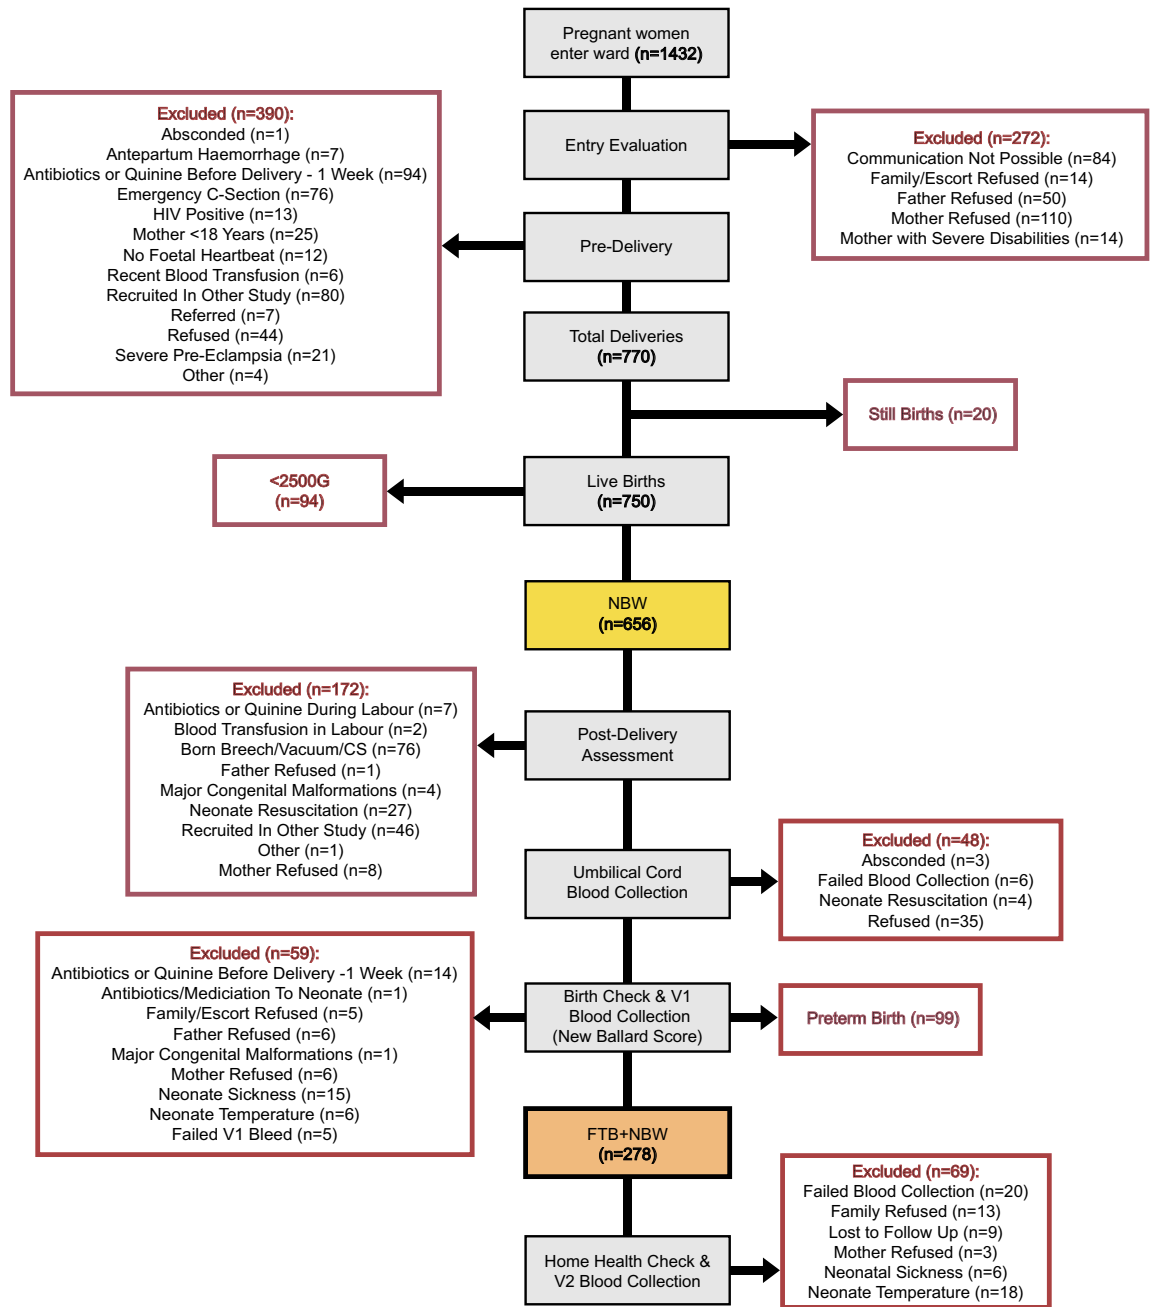 Pregnant women
enter ward (n=1432)
Entry Evaluation
Excluded (n=272):
Communication Not Possible (n=84)
Family/Escort Refused (n=14)
Father Refused (n=50)
Mother Refused (n=110)
Mother with Severe Disabilities (n=14)
Excluded (n=390):
Absconded (n=1)
Antepartum Haemorrhage (n=7)
Antibiotics or Quinine Before Delivery - 1 Week (n=94)
Emergency C-Section (n=76)
HIV Positive (n=13)
Mother <18 Years (n=25)
No Foetal Heartbeat (n=12)
Recent Blood Transfusion (n=6)
Recruited In Other Study (n=80)
Referred (n=7)
Refused (n=44)
Severe Pre-Eclampsia (n=21)
Other (n=4)
Pre-Delivery
Total Deliveries
(n=770)
Still Births (n=20)
<2500G
(n=94)
Live Births
(n=750)
NBW
(n=656)
Excluded (n=172):
Antibiotics or Quinine During Labour (n=7)
Blood Transfusion in Labour (n=2)
Born Breech/Vacuum/CS (n=76)
Father Refused (n=1)
Major Congenital Malformations (n=4)
Neonate Resuscitation (n=27)
Recruited In Other Study (n=46)
Other (n=1)
Mother Refused (n=8)
Post-Delivery
Assessment
Umbilical Cord
Blood Collection
Excluded (n=48):
Absconded (n=3)
Failed Blood Collection (n=6)
Neonate Resuscitation (n=4)
Refused (n=35)
Excluded (n=59):
Antibiotics or Quinine Before Delivery -1 Week (n=14)
Antibiotics/Mediciation To Neonate (n=1)
Family/Escort Refused (n=5)
Father Refused (n=6)
Major Congenital Malformations (n=1)
Mother Refused (n=6)
Neonate Sickness (n=15)
Neonate Temperature (n=6)
Failed V1 Bleed (n=5)
Birth Check & V1
Blood Collection
(New Ballard Score)
Preterm Birth (n=99)
FTB+NBW
(n=278)
Home Health Check &
V2 Blood Collection
Excluded (n=69):
Failed Blood Collection (n=20)
Family Refused (n=13)
Lost to Follow Up (n=9)
Mother Refused (n=3)
Neonatal Sickness (n=6)
Neonate Temperature (n=18)